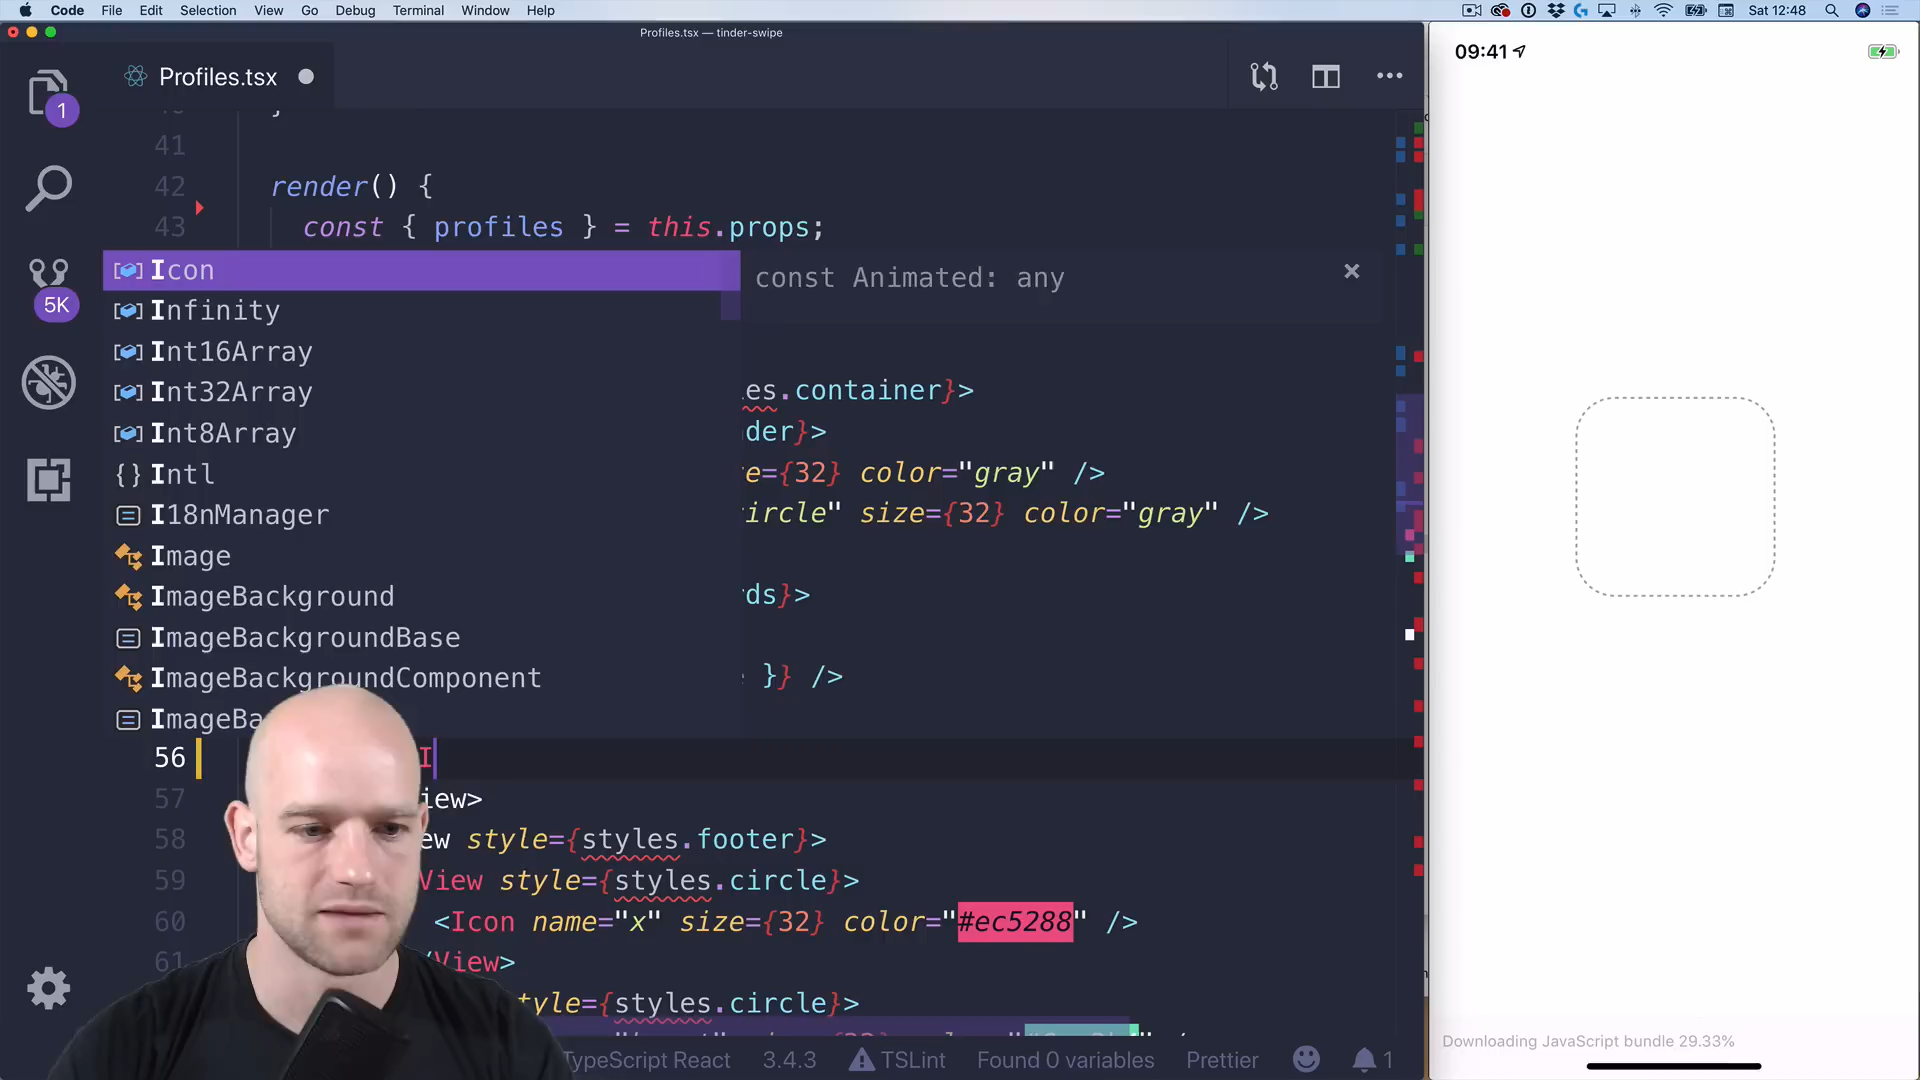 Code File Edit Selection View Go Debug Terminal Window Help
Sat 12:48
Profiles.tsx — tinder-swipe
Profiles.tsx
09:41
1
41
42 render() {
43 const { profiles } = this.props;
Icon
const Animated: any
Infinity
5K
Int16Array
Int32Array
es.container}>
Int8Array
der}>
Intl
e={32} color="gray" />
I18nManager
ircle" size={32} color="gray" />
Image
ImageBackground
ds}>
ImageBackgroundBase
ImageBackgroundComponent
}} />
ImageBa
56 I
57 iew>
58 ew style={styles.footer}>
59 View style={styles.circle}>
60 <Icon name="x" size={32} color="#ec5288" />
61 /View>
tyle={styles.circle}>
TypeScript React 3.4.3 TSLint Found 0 variables Prettier 1
Downloading JavaScript bundle 29.33%